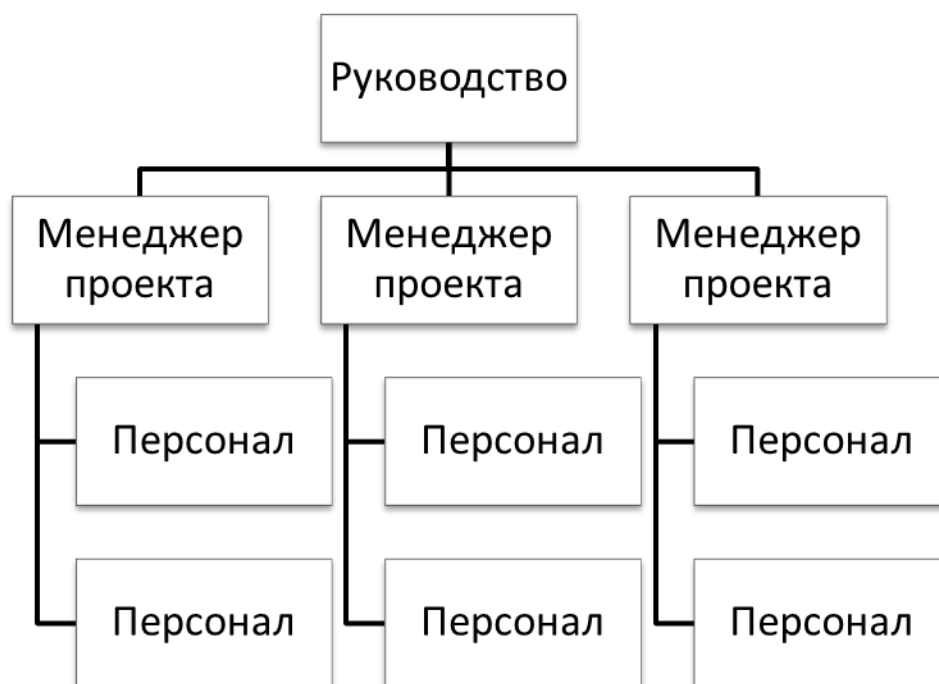 Руководство
Менеджер
проекта
Менеджер
проекта
Менеджер
проекта
Персонал
Персонал
Персонал
Персонал
Персонал
Персонал